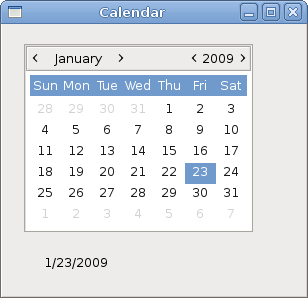 Calendar
< January > < 2009 >
Sun Mon Tue Wed Thu Fri Sat
28 29 30 31 1 2 3
4 5 6 7 8 9 10
11 12 13 14 15 16 17
18 19 20 21 22 23 24
25 26 27 28 29 30 31
1 2 3 4 5 6 7
1/23/2009